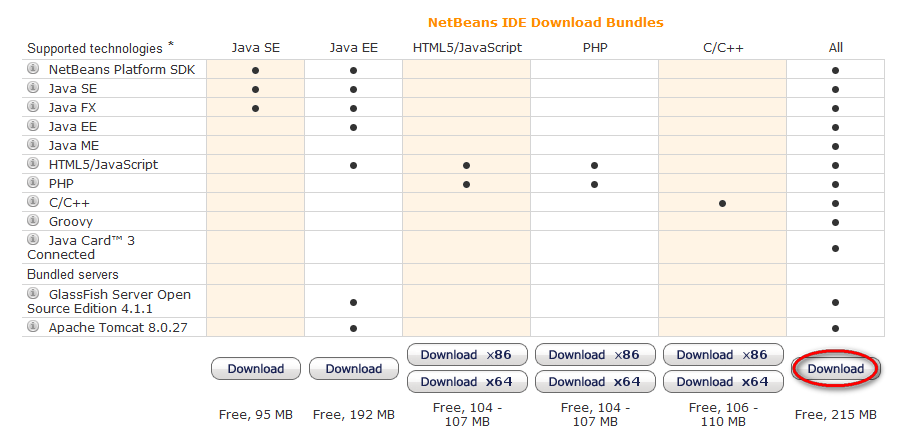 NetBeans IDE Download Bundles
Supported technologies * Java SE Java EE HTML5/JavaScript PHP C/C++ All
NetBeans Platform SDK
Java SE
Java FX
Java EE
Java ME
HTML5/JavaScript
PHP
C/C++
Groovy
Java Card™ 3
Connected
Bundled servers
GlassFish Server Open
Source Edition 4.1.1
Apache Tomcat 8.0.27
Download x86 Download x86 Download x86
Download Download Download
Download x64 Download x64 Download x64
Free, 95 MB Free, 192 MB Free, 104 - 107 MB Free, 104 - 107 MB Free, 106 - 110 MB Free, 215 MB